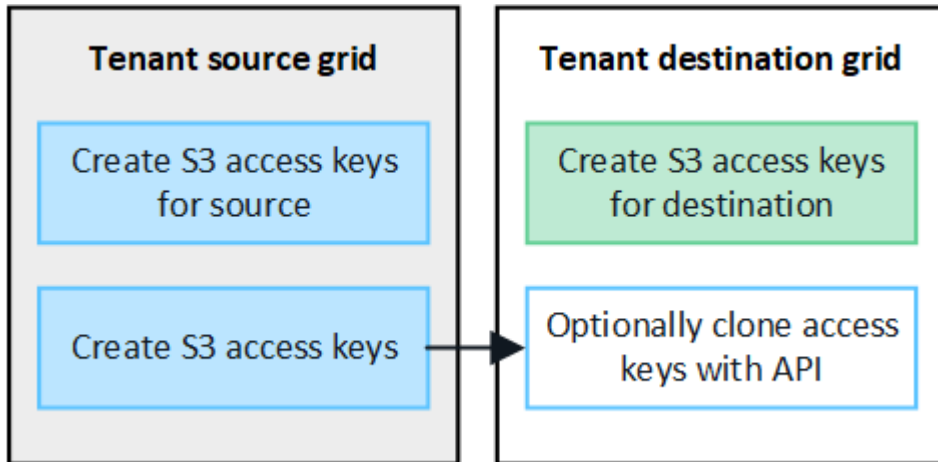 Tenant source grid
Create S3 access keys
for source
Create S3 access keys
Tenant destination grid
Create S3 access keys
for destination
Optionally clone access
keys with API